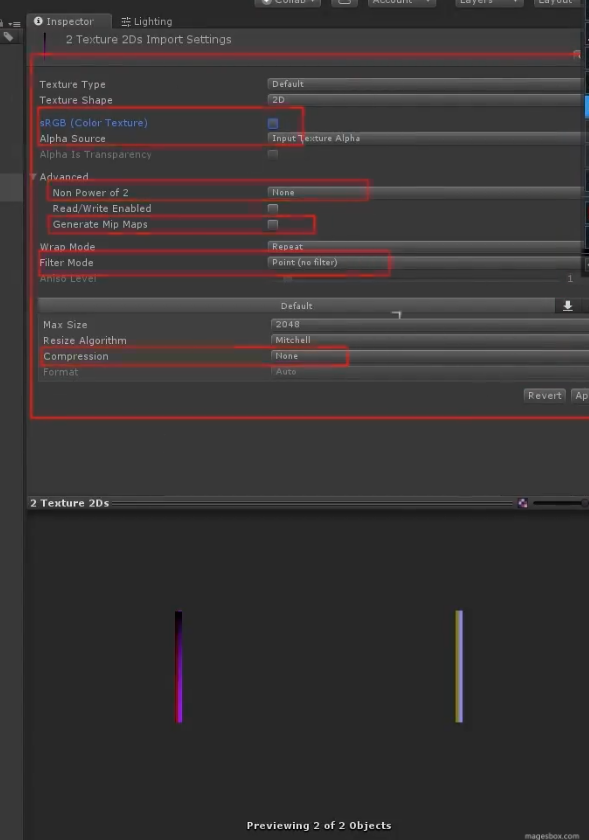 Collab
Account
Layers
Layout
Inspector
Lighting
2 Texture 2Ds Import Settings
Texture Type Default
Texture Shape 2D
sRGB (Color Texture)
Alpha Source Input Texture Alpha
Alpha Is Transparency
Advanced
Non Power of 2 None
Read/Write Enabled
Generate Mip Maps
Wrap Mode Repeat
Filter Mode Point (no filter)
Aniso Level 1
Default
Max Size 2048
Resize Algorithm Mitchell
Compression None
Format Auto
Revert Ap
2 Texture 2Ds
Previewing 2 of 2 Objects
magesbox.com